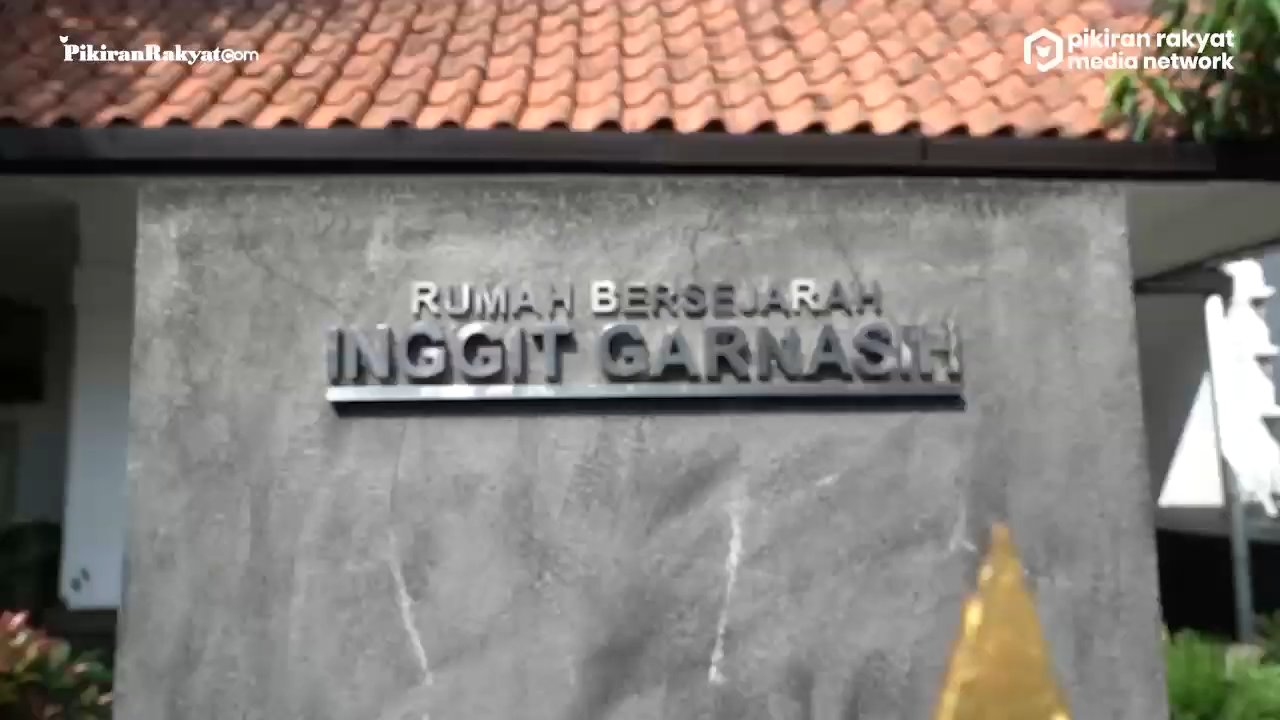 PikiranRakyat.com
pikiran rakyat
media network
RUMAH BERSEJARAH
INGGIT GARNASIH